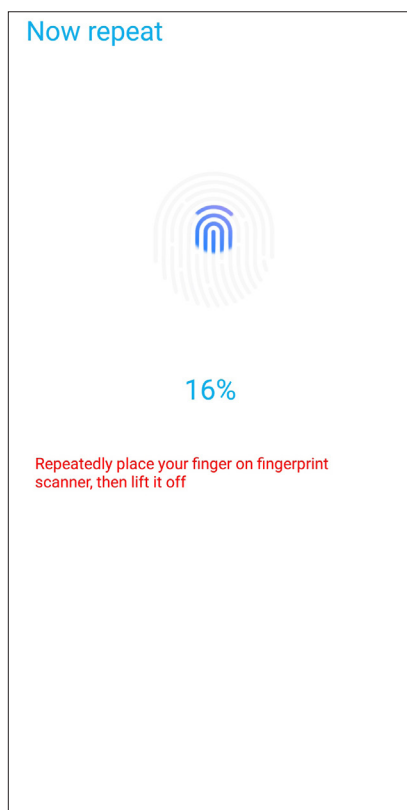 Now repeat
16%
Repeatedly place your finger on fingerprint
scanner, then lift it off